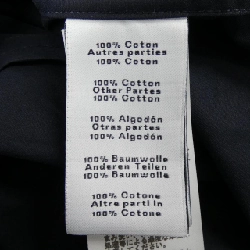 100% Coton
Autres parties
100% Coton
100% Cotton
Other Partes
100% Cotton
100% Algodón
Otras partes
100% Algodón
100% Baumwolle
Anderen Teilen
100% Baumwolle
100% Cotone
Altre parti in
100% Cotone